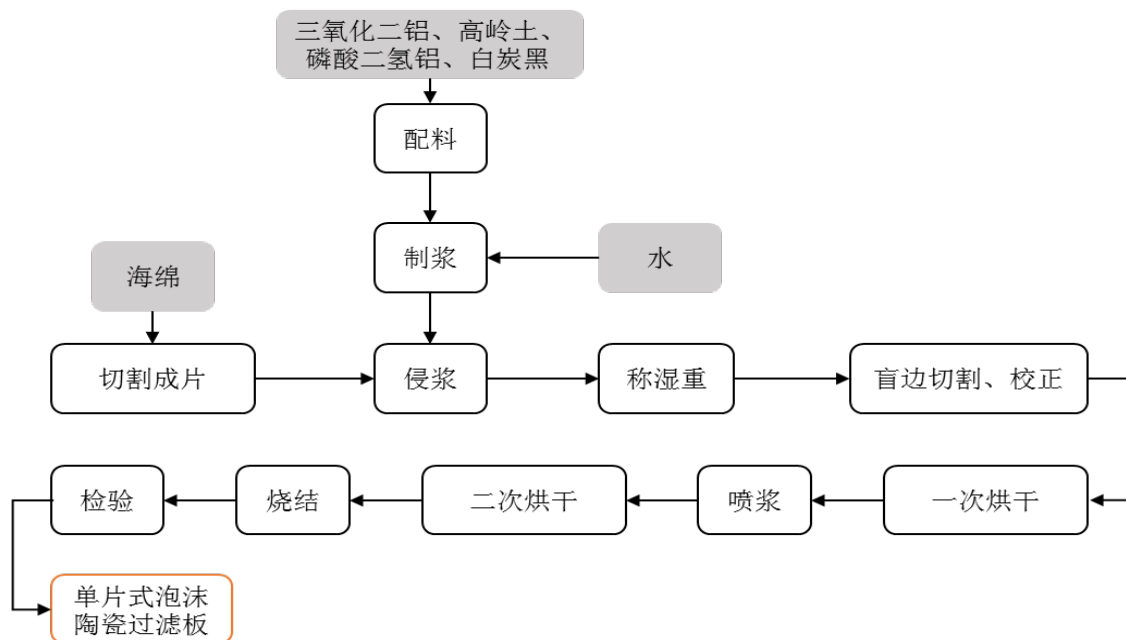 三氧化二铝、高岭土、
磷酸二氢铝、白炭黑
配料
制浆
水
海绵
切割成片
侵浆
称湿重
盲边切割、校正
一次烘干
喷浆
二次烘干
烧结
检验
单片式泡沫
陶瓷过滤板